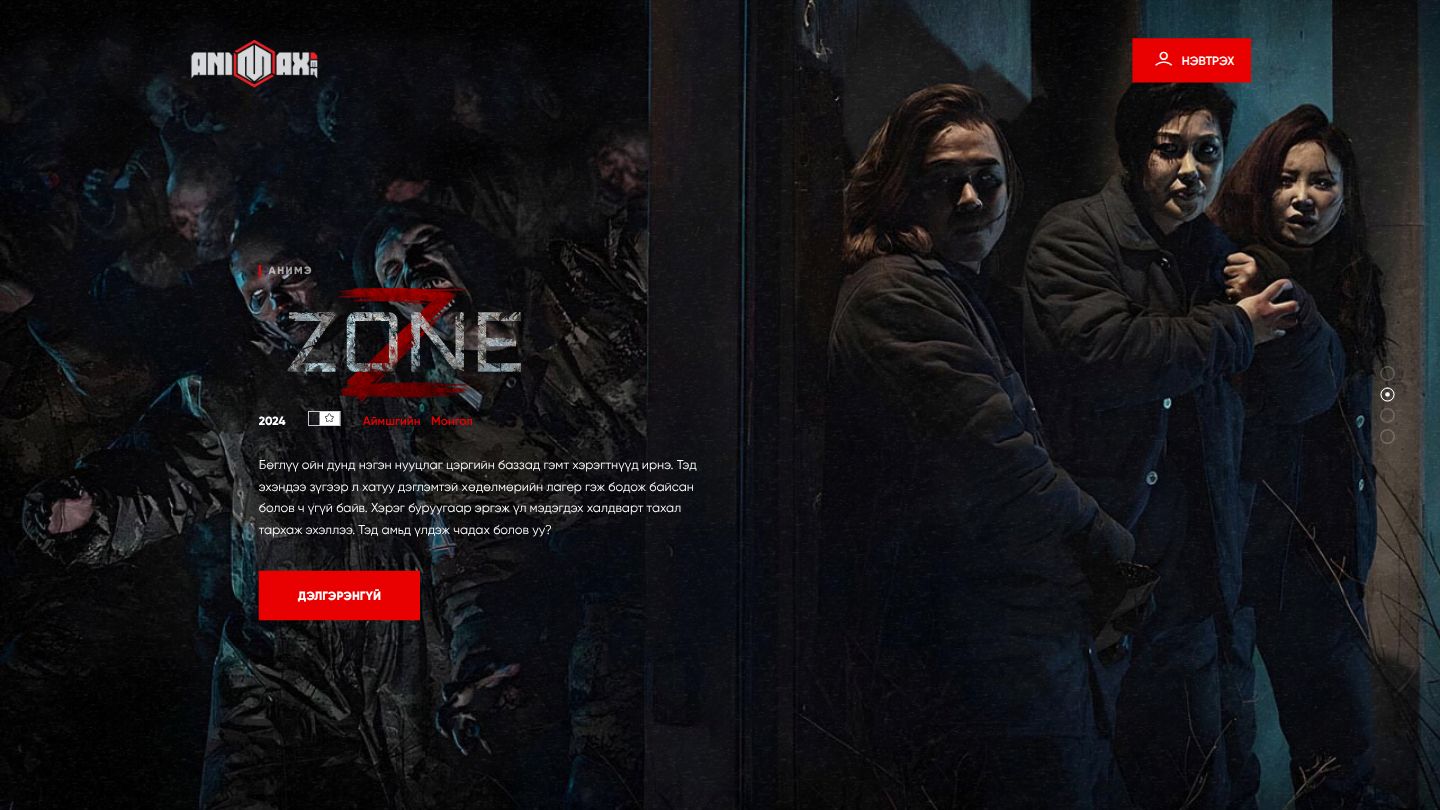 ANIMAX
НЭВТРЭХ
АНИМЭ
Z
ZONE
2024 Аймшгийн Монгол
Бөглүү ойн дунд нэгэн нууцлаг цэргийн баззад гэмт хэрэгтнүүд ирнэ. Тэд
эхэндээ зүгээр л хатуу дэглэмтэй хөдөлмөрийн лагер гэж бодож байсан
болов ч үгүй байв. Хэрэг буруугаар эргэж үл мэдэгдэх халдварт тахал
тархаж эхэллээ. Тэд амьд үлдэж чадах болов уу?
ДЭЛГЭРЭНГҮЙ